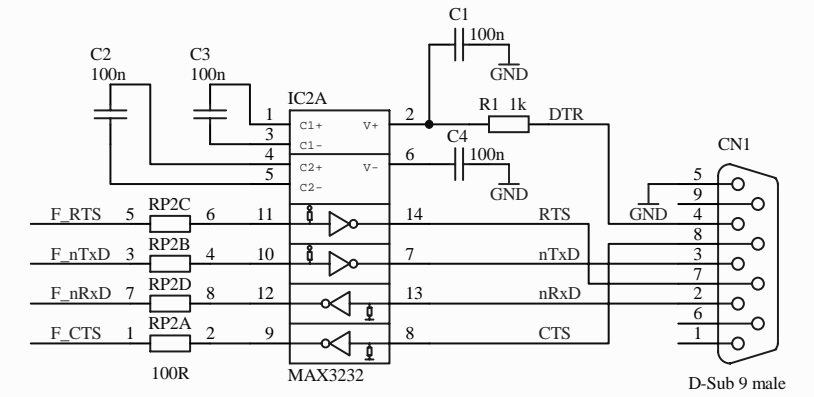 C1
100n
GND
C2
100n
C3
100n
IC2A
1
3
4
5
C1+
C1-
C2+
C2-
V+
V-
2
6
R1 1k
DTR
C4
100n
GND
CN1
5
9
4
8
3
7
2
6
1
GND
F_RTS 5 RP2C 6 11 14 RTS
F_nTxD 3 RP2B 4 10 7 nTxD
F_nRxD 7 RP2D 8 12 13 nRxD
F_CTS 1 RP2A 2 9 8 CTS
100R
MAX3232
D-Sub 9 male